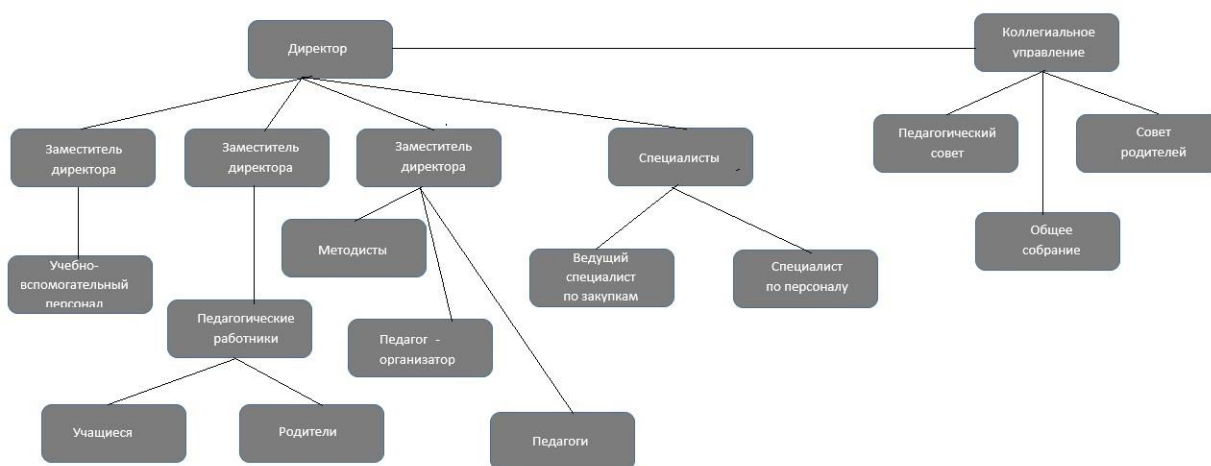 Директор
Коллегиальное
управление
Заместитель
директора
Заместитель
директора
Заместитель
директора
Специалисты
Педагогический
совет
Совет
родителей
Методисты
Общее
собрание
Учебно-
вспомогательный
персонал
Ведущий
специалист
по закупкам
Специалист
по персоналу
Педагогические
работники
Педагог -
организатор
Учащиеся
Родители
Педагоги